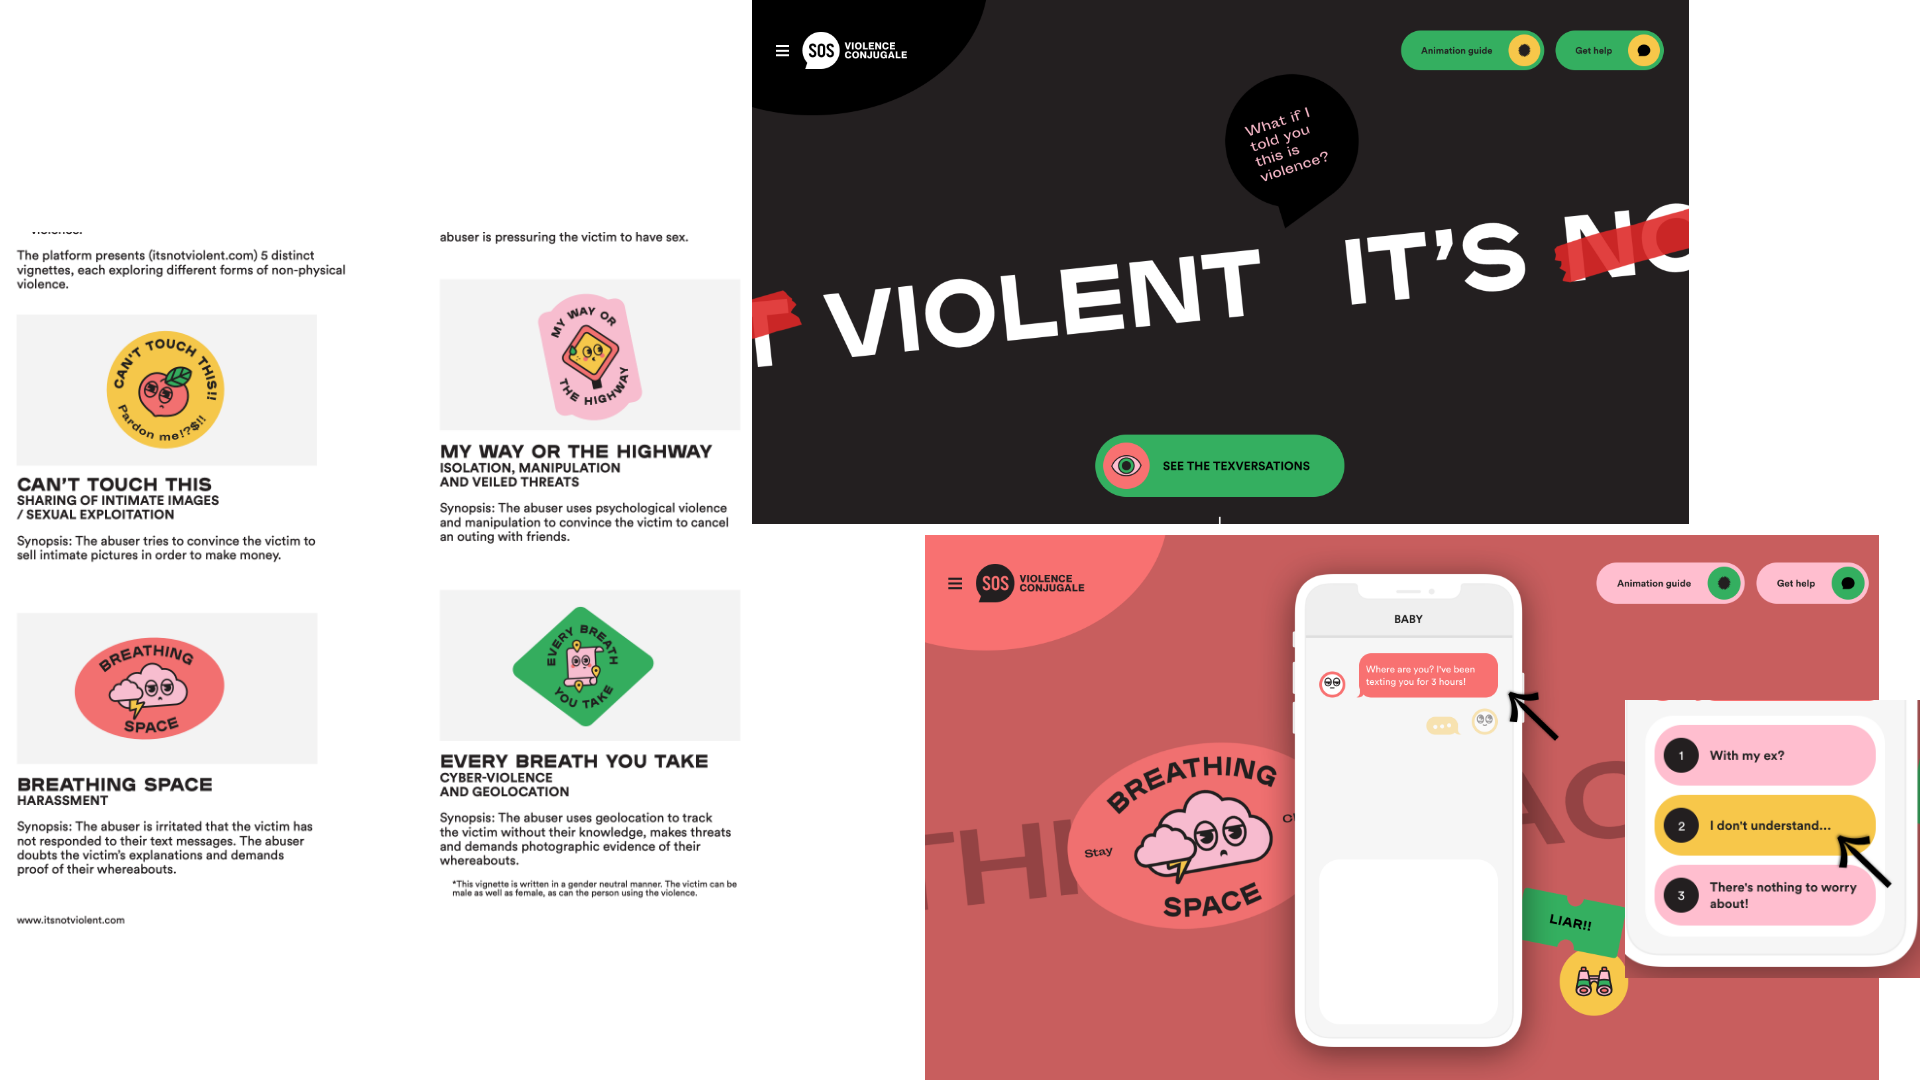 The platform presents (itsnotviolent.com) 5 distinct
vignettes, each exploring different forms of non-physical
violence.
CAN'T TOUCH THIS!!
Pardon me!?$!!
CAN'T TOUCH THIS
SHARING OF INTIMATE IMAGES
/ SEXUAL EXPLOITATION
Synopsis: The abuser tries to convince the victim to
sell intimate pictures in order to make money.
BREATHING
SPACE
BREATHING SPACE
HARASSMENT
Synopsis: The abuser is irritated that the victim has
not responded to their text messages. The abuser
doubts the victim's explanations and demands
proof of their whereabouts.
www.itsnotviolent.com
abuser is pressuring the victim to have sex.
MY WAY OR
THE HIGHWAY
MY WAY OR THE HIGHWAY
ISOLATION, MANIPULATION
AND VEILED THREATS
Synopsis: The abuser uses psychological violence
and manipulation to convince the victim to cancel
an outing with friends.
EVERY BREATH
YOU TAKE
EVERY BREATH YOU TAKE
CYBER-VIOLENCE
AND GEOLOCATION
Synopsis: The abuser uses geolocation to track
the victim without their knowledge, makes threats
and demands photographic evidence of their
whereabouts.
*This vignette is written in a gender neutral manner. The victim can be
male as well as female, as can the person using the violence.
SOS VIOLENCE
CONJUGALE
Animation guide
Get help
What if I
told you
this is
violence?
T VIOLENT IT'S NO
SEE THE TEXVERSATIONS
SOS VIOLENCE
CONJUGALE
Animation guide
Get help
BABY
Where are you? I've been
texting you for 3 hours!
THI
AC
BREATHING
Stay
SPACE
LIAR!!
1 With my ex?
2 I don't understand...
3 There's nothing to worry
about!